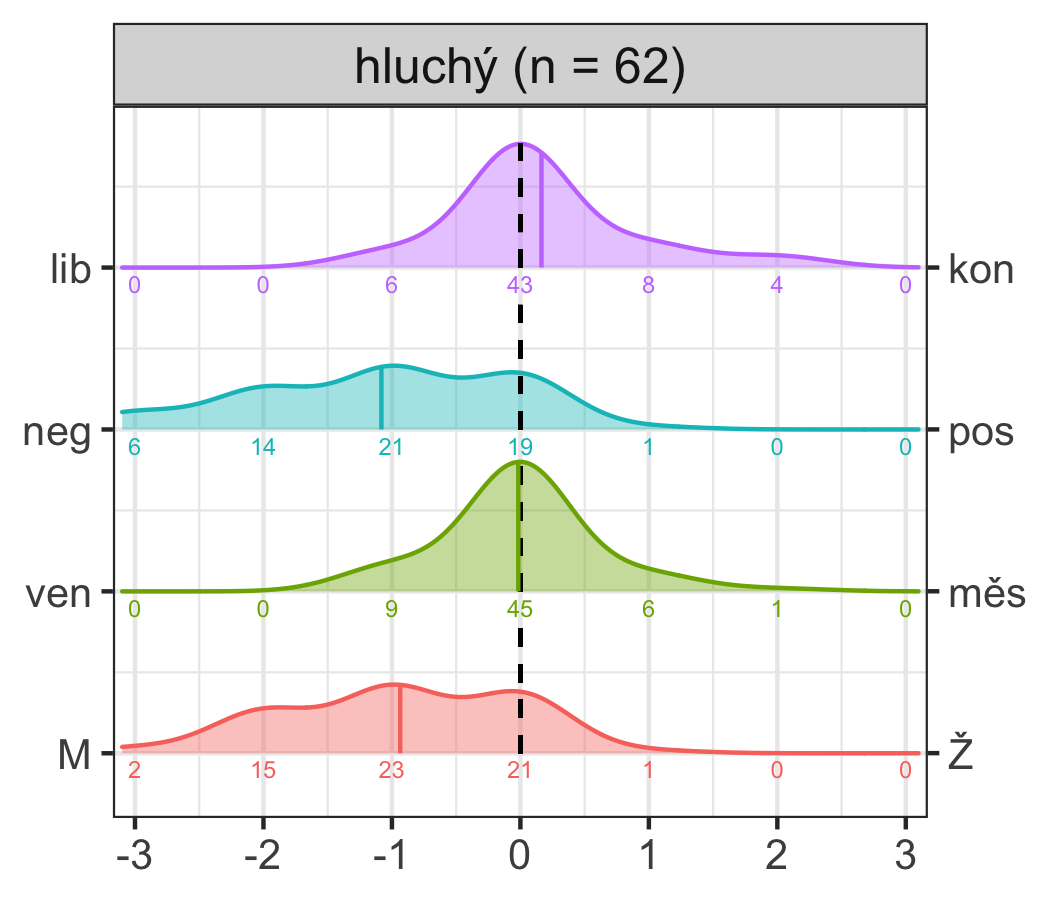 hluchý (n = 62)
lib kon
0 0 6 43 8 4 0
neg pos
6 14 21 19 1 0 0
ven měs
0 0 9 45 6 1 0
M Ž
2 15 23 21 1 0 0
-3 -2 -1 0 1 2 3